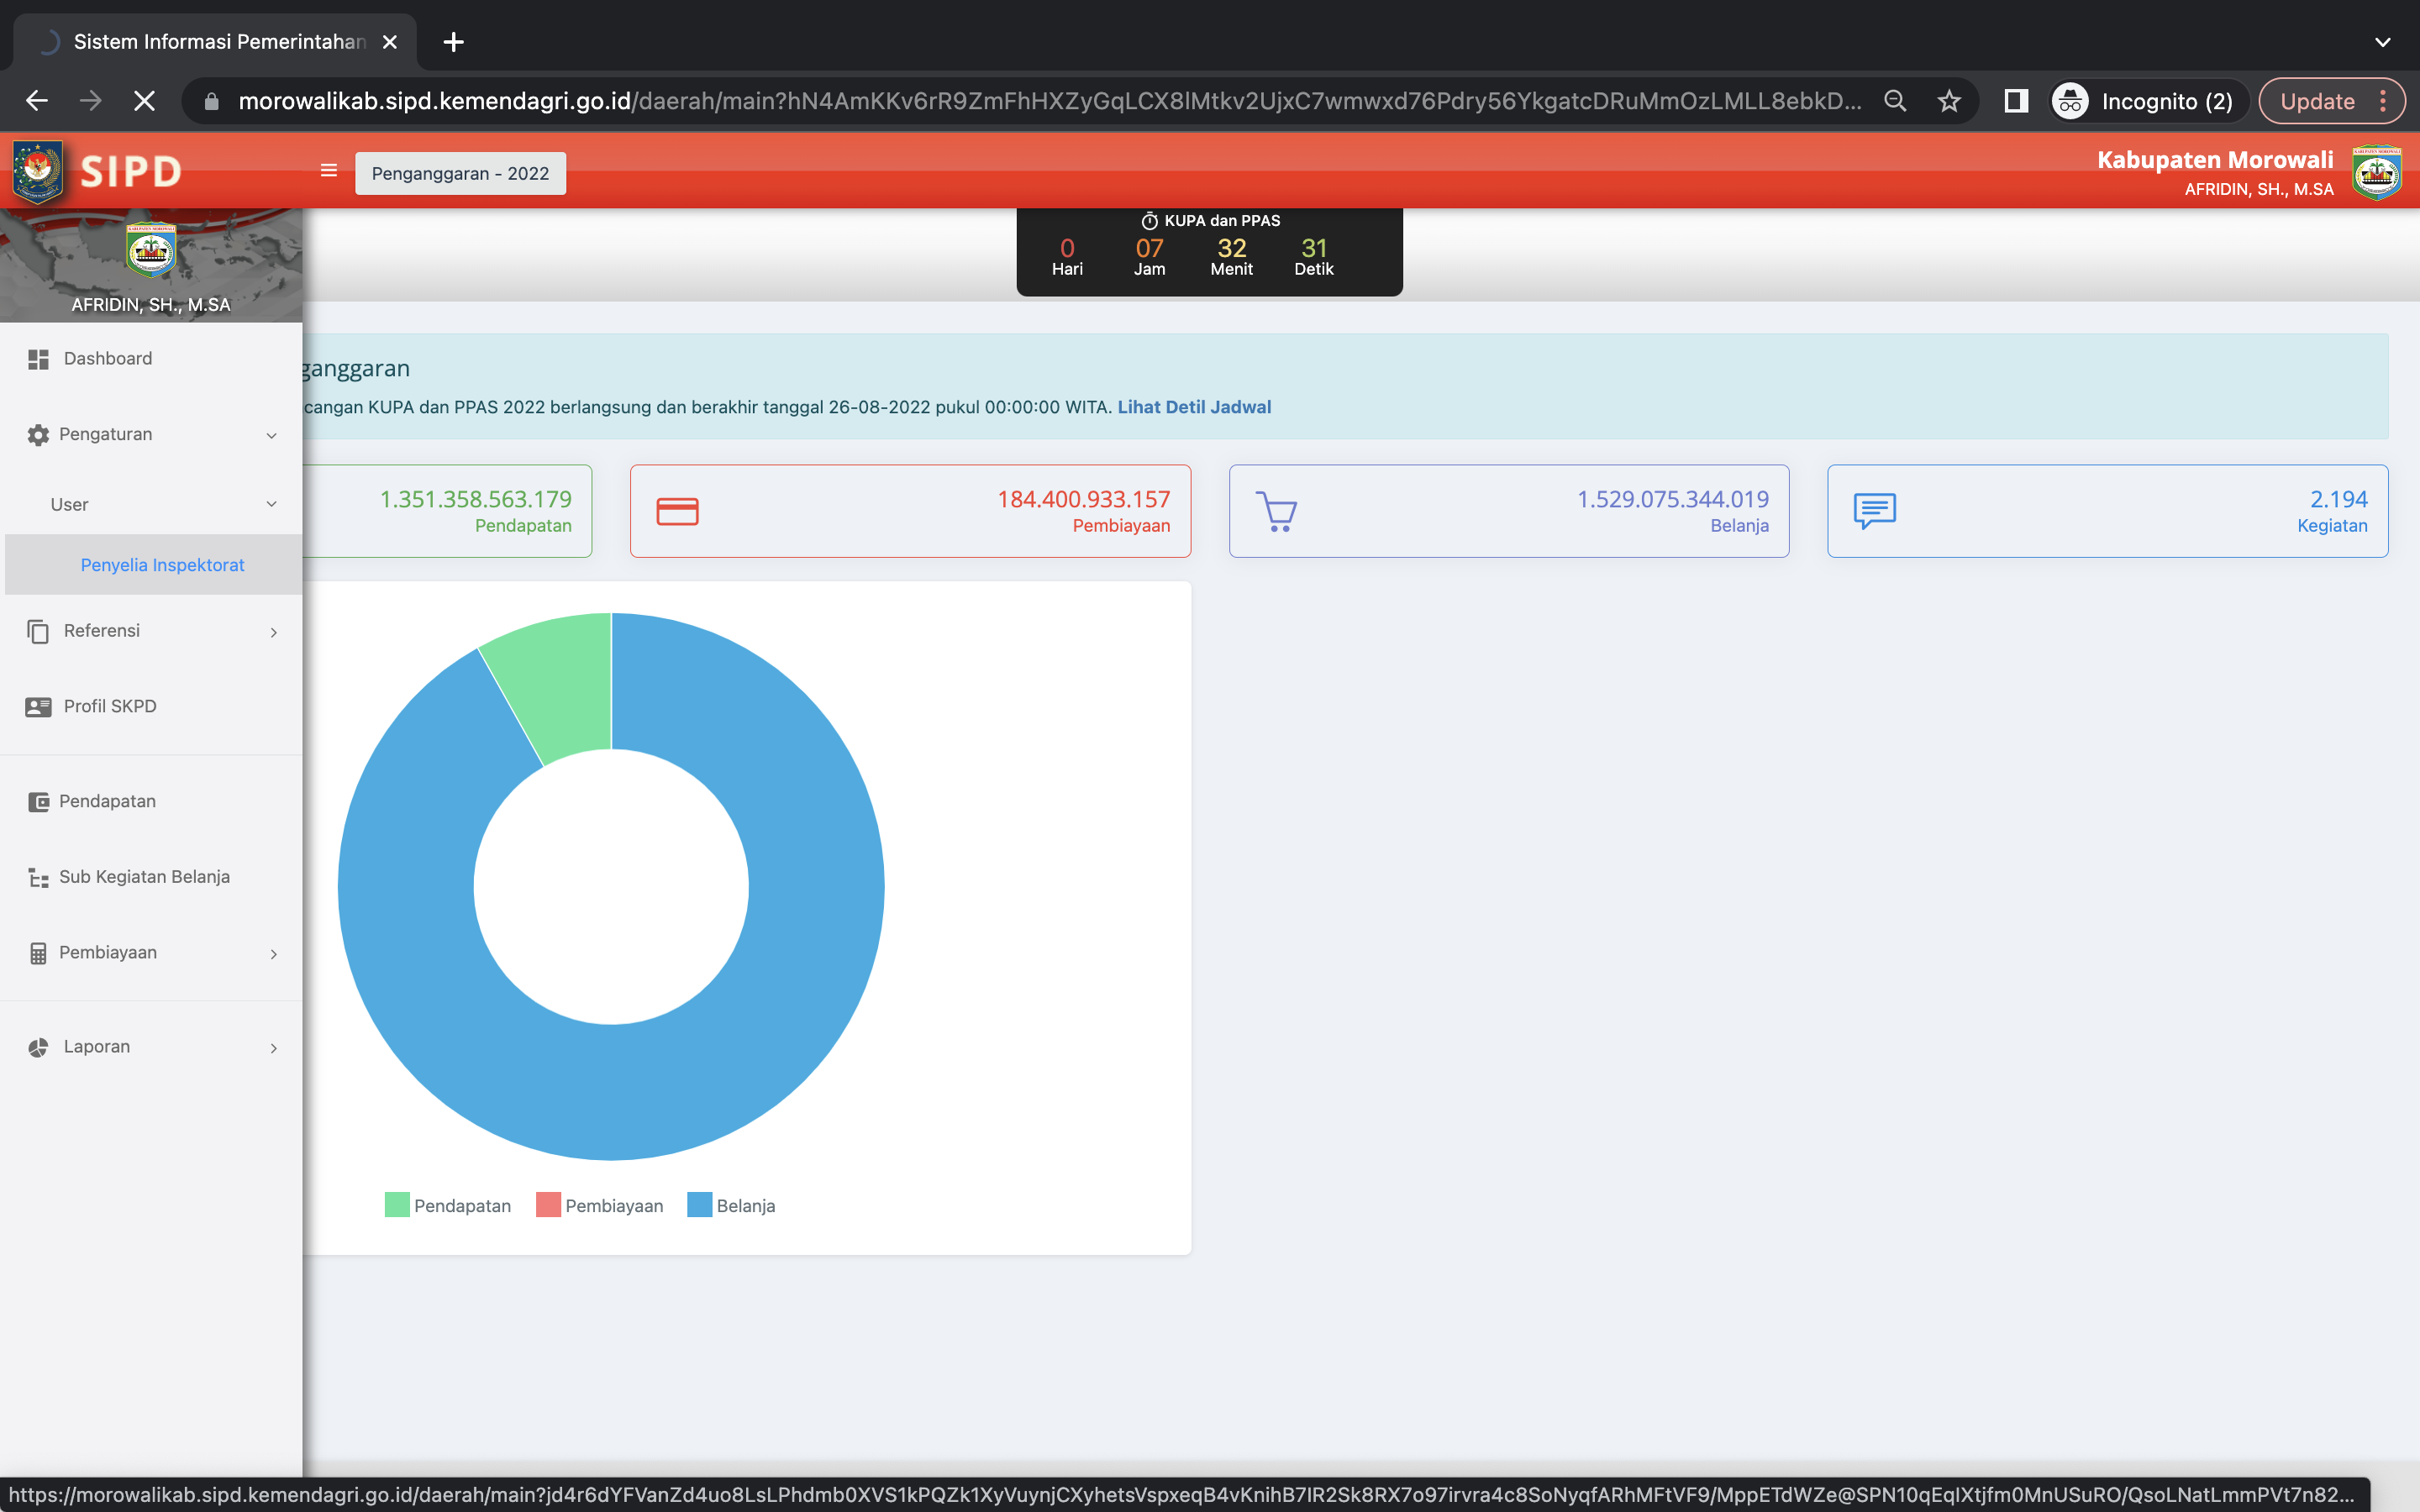 Sistem Informasi Pemerintahan
morowalikab.sipd.kemendagri.go.id/daerah/main?hN4AmKKv6rR9ZmFhHXZyGqLCX8lMtkv2UjxC7wmwxd76Pdry56YkgatcDRuMmOzLMLL8ebkD...
Incognito (2)
Update
SIPD
Penganggaran - 2022
Kabupaten Morowali
AFRIDIN, SH., M.SA
KUPA dan PPAS
0 07 32 31
Hari Jam Menit Detik
AFRIDIN, SH., M.SA
Dashboard
Pengaturan
User
Penyelia Inspektorat
Referensi
Profil SKPD
Pendapatan
Sub Kegiatan Belanja
Pembiayaan
Laporan
ganggaran
cangan KUPA dan PPAS 2022 berlangsung dan berakhir tanggal 26-08-2022 pukul 00:00:00 WITA. Lihat Detil Jadwal
1.351.358.563.179
Pendapatan
184.400.933.157
Pembiayaan
1.529.075.344.019
Belanja
2.194
Kegiatan
Pendapatan Pembiayaan Belanja
https://morowalikab.sipd.kemendagri.go.id/daerah/main?jd4r6dYFVanZd4uo8LsLPhdmb0XVS1kPQZk1XyVuynjCXyhetsVspxeqB4vKnihB7IR2Sk8RX7o97irvra4c8SoNyqfARhMFtVF9/MppETdWZe@SPN10qEqIXtjfm0MnUSuRO/QsoLNatLmmPVt7n82...